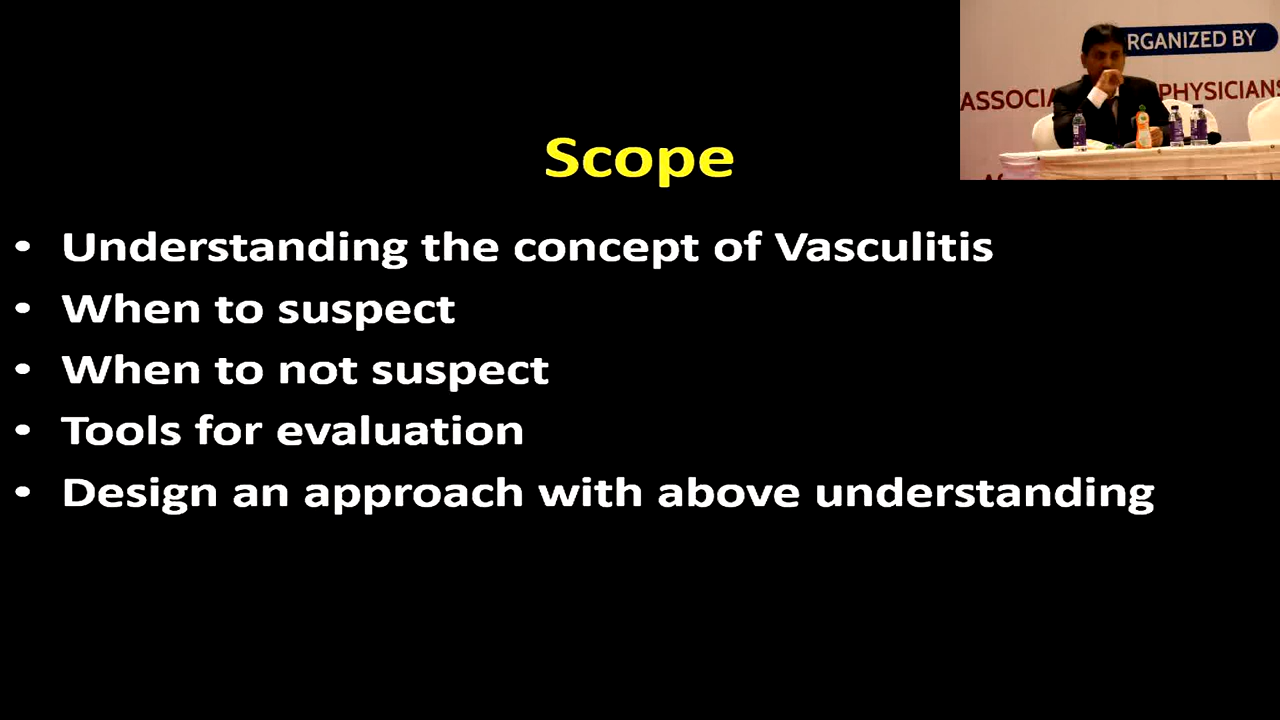 RGANIZED BY
ASSOCIA PHYSICIANS
Scope
• Understanding the concept of Vasculitis
• When to suspect
• When to not suspect
• Tools for evaluation
• Design an approach with above understanding